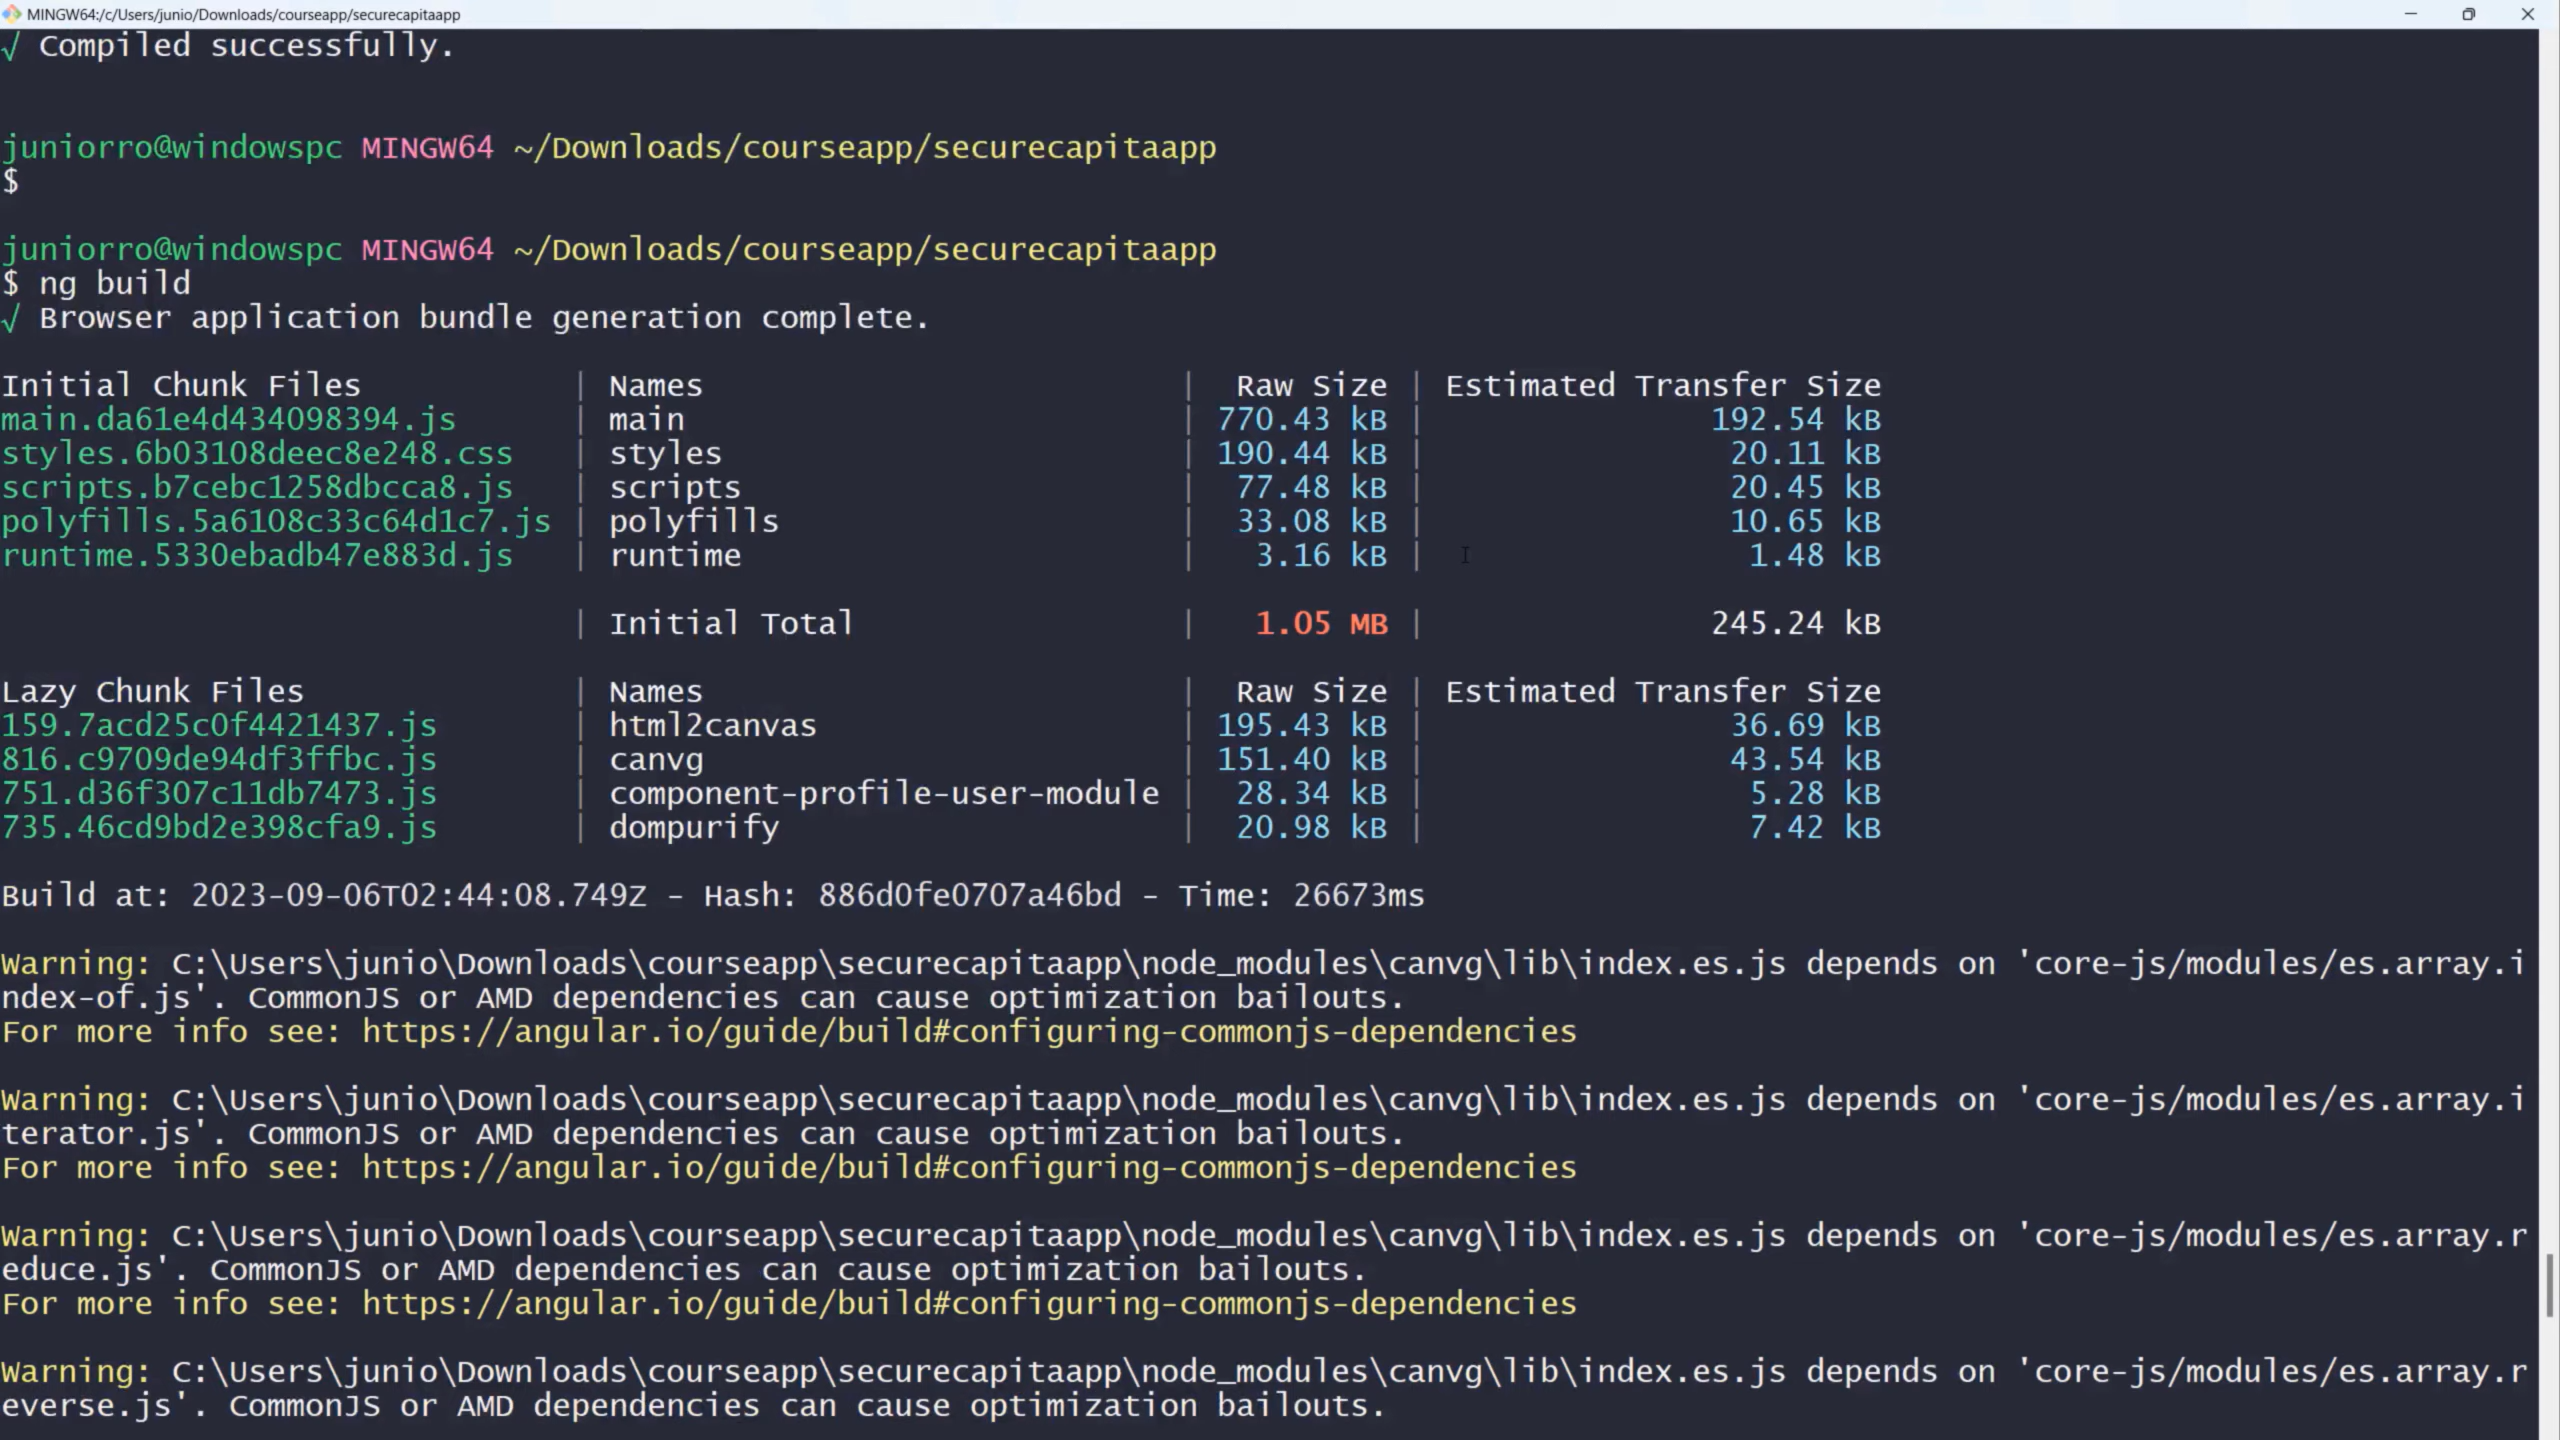 MINGW64:/c/Users/junio/Downloads/courseapp/securecapitaapp
√ Compiled successfully.
juniorro@windowspc MINGW64 ~/Downloads/courseapp/securecapitaapp
$
juniorro@windowspc MINGW64 ~/Downloads/courseapp/securecapitaapp
$ ng build
√ Browser application bundle generation complete.
Initial Chunk Files | Names | Raw Size | Estimated Transfer Size
main.da61e4d434098394.js | main | 770.43 kB | 192.54 kB
styles.6b03108deec8e248.css | styles | 190.44 kB | 20.11 kB
scripts.b7cebc1258dbcca8.js | scripts | 77.48 kB | 20.45 kB
polyfills.5a6108c33c64d1c7.js | polyfills | 33.08 kB | 10.65 kB
runtime.5330ebadb47e883d.js | runtime | 3.16 kB | 1.48 kB
| Initial Total | 1.05 MB | 245.24 kB
Lazy Chunk Files | Names | Raw Size | Estimated Transfer Size
159.7acd25c0f4421437.js | html2canvas | 195.43 kB | 36.69 kB
816.c9709de94df3ffbc.js | canvg | 151.40 kB | 43.54 kB
751.d36f307c11db7473.js | component-profile-user-module | 28.34 kB | 5.28 kB
735.46cd9bd2e398cfa9.js | dompurify | 20.98 kB | 7.42 kB
Build at: 2023-09-06T02:44:08.749Z - Hash: 886d0fe0707a46bd - Time: 26673ms
Warning: C:\Users\junio\Downloads\courseapp\securecapitaapp\node_modules\canvg\lib\index.es.js depends on 'core-js/modules/es.array.i
ndex-of.js'. CommonJS or AMD dependencies can cause optimization bailouts.
For more info see: https://angular.io/guide/build#configuring-commonjs-dependencies
Warning: C:\Users\junio\Downloads\courseapp\securecapitaapp\node_modules\canvg\lib\index.es.js depends on 'core-js/modules/es.array.i
terator.js'. CommonJS or AMD dependencies can cause optimization bailouts.
For more info see: https://angular.io/guide/build#configuring-commonjs-dependencies
Warning: C:\Users\junio\Downloads\courseapp\securecapitaapp\node_modules\canvg\lib\index.es.js depends on 'core-js/modules/es.array.r
educe.js'. CommonJS or AMD dependencies can cause optimization bailouts.
For more info see: https://angular.io/guide/build#configuring-commonjs-dependencies
Warning: C:\Users\junio\Downloads\courseapp\securecapitaapp\node_modules\canvg\lib\index.es.js depends on 'core-js/modules/es.array.r
everse.js'. CommonJS or AMD dependencies can cause optimization bailouts.